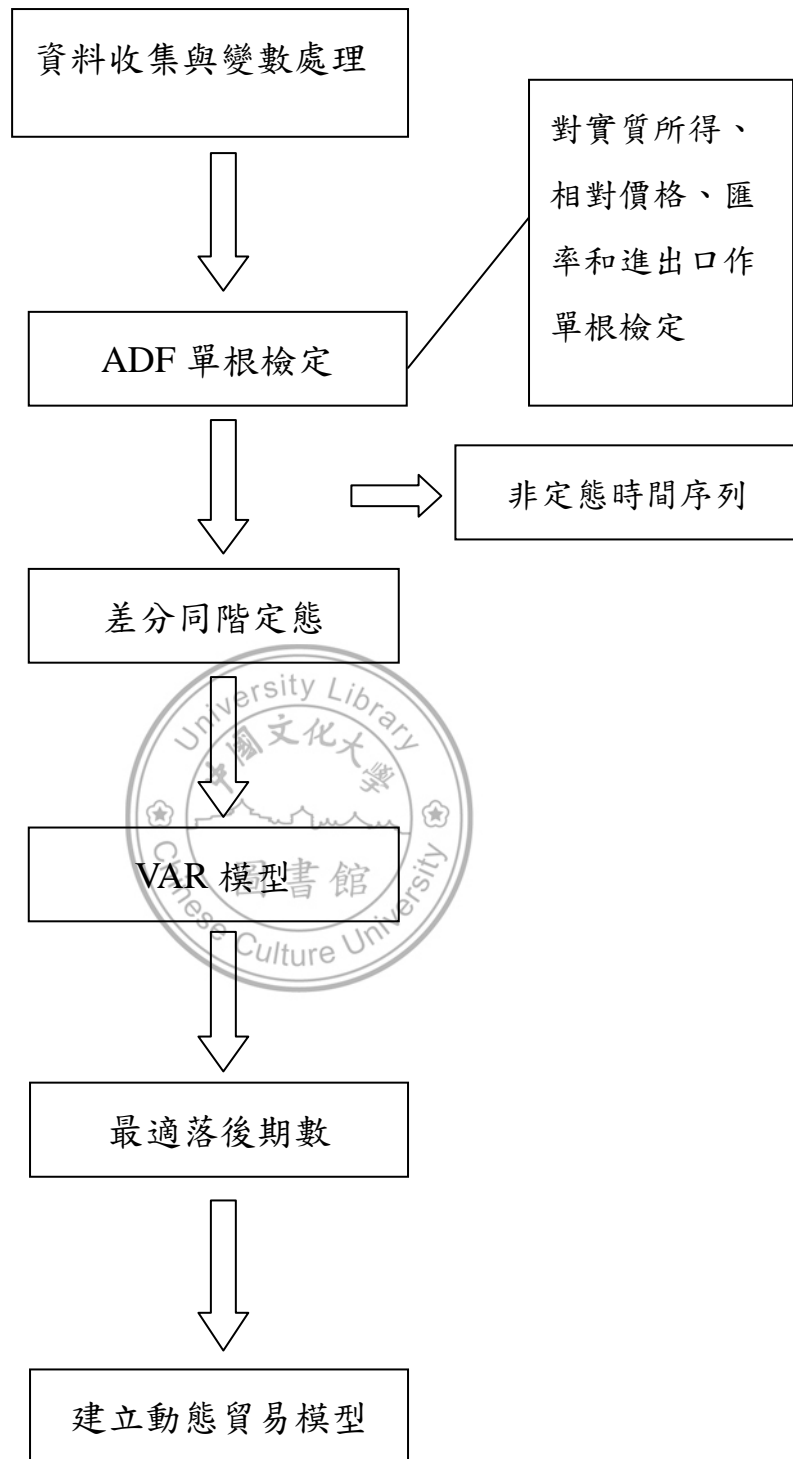 資料收集與變數處理
對實質所得、
相對價格、匯
率和進出口作
單根檢定
ADF 單根檢定
非定態時間序列
差分同階定態
University Library
中國文化大學
VAR 模型
圖書館
Chinese Culture University
最適落後期數
建立動態貿易模型